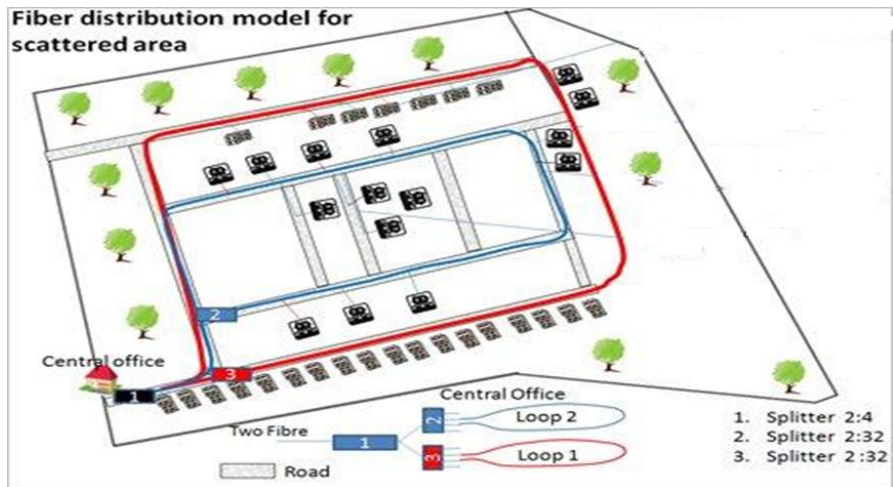 Fiber distribution model for
scattered area
2
Central office
3
1
Central Office
Two Fibre
1
2
Loop 2
3
Loop 1
Road
1. Splitter 2:4
2. Splitter 2:32
3. Splitter 2:32